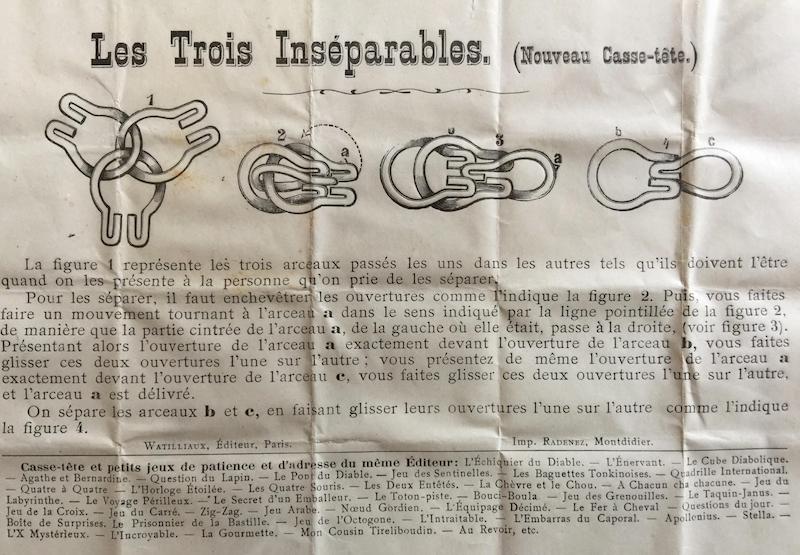 Les Trois Inséparables. (Nouveau Casse-tête.)
1
2
a
3
a
b
4
c
La figure 1 représente les trois arceaux passés les uns dans les autres tels qu'ils doivent l'être
quand on les présente à la personne qu'on prie de les séparer.
Pour les séparer, il faut enchevêtrer les ouvertures comme l'indique la figure 2. Puis, vous faites
faire un mouvement tournant à l'arceau a dans le sens indiqué par la ligne pointillée de la figure 2,
de manière que la partie cintrée de l'arceau a, de la gauche où elle était, passe à la droite, (voir figure 3).
Présentant alors l'ouverture de l'arceau a exactement devant l'ouverture de l'arceau b, vous faites
glisser ces deux ouvertures l'une sur l'autre ; vous présentez de même l'ouverture de l'arceau a
exactement devant l'ouverture de l'arceau c, vous faites glisser ces deux ouvertures l'une sur l'autre,
et l'arceau a est délivré.
On sépare les arceaux b et c, en faisant glisser leurs ouvertures l'une sur l'autre comme l'indique
la figure 4.
Watilliaux, Éditeur, Paris. Imp. Radenez, Montdidier.
Casse-tête et petits jeux de patience et d'adresse du même Éditeur: L'Échiquier du Diable. — L'Énervant. — Le Cube Diabolique.
— Agathe et Bernardine. — Question du Lapin. — Le Pont du Diable. — Jeu des Sentinelles. — Les Baguettes Tonkinoises. — Quadrille International.
— Quatre à Quatre — L'Horloge Étoilée. — Les Quatre Souris. — Les Deux Entêtés. — La Chèvre et le Chou. — A Chacun sa chacune. — Jeu du
Labyrinthe. — Le Voyage Périlleux. — Le Secret d'un Emballeur. — Le Toton-piste. — Bouci-Boula — Jeu des Grenouilles. — Le Taquin-Janus. —
Jeu de la Croix. — Jeu du Carré. — Zig-Zag. — Jeu Arabe. — Nœud Gordien. — L'Équipage Décimé. — Le Fer à Cheval — Questions du jour. —
Boîte de Surprises. Le Prisonnier de la Bastille. — Jeu de l'Octogone. — L'Intraitable. — L'Embarras du Caporal. — Apollenius. — Stella. —
L'X Mystérieux. — L'Incroyable. — La Gourmette. — Mon Cousin Tireliboudin. — Au Revoir, etc.